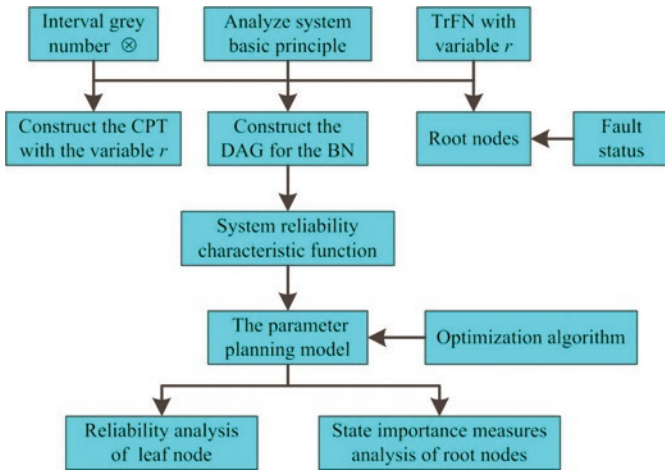 Interval grey
number ⊗
Analyze system
basic principle
TrFN with
variable r
Construct the CPT
with the variable r
Construct the
DAG for the BN
Root nodes
Fault
status
System reliability
characteristic function
The parameter
planning model
Optimization algorithm
Reliability analysis
of leaf node
State importance measures
analysis of root nodes